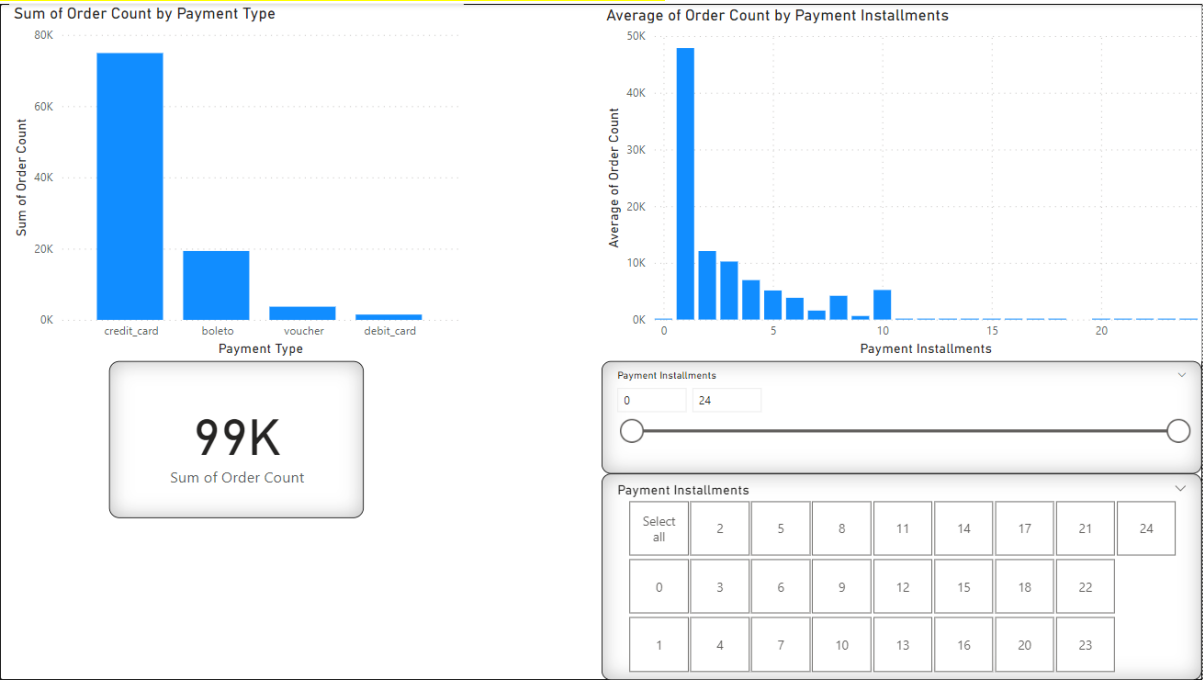 Sum of Order Count by Payment Type
80K
60K
40K
20K
0K
Sum of Order Count
credit_card boleto voucher debit_card
Payment Type
99K
Sum of Order Count
Average of Order Count by Payment Installments
50K
40K
30K
20K
10K
0K
Average of Order Count
0 5 10 15 20
Payment Installments
Payment Installments
0 24
Payment Installments
Select all 2 5 8 11 14 17 21 24
0 3 6 9 12 15 18 22
1 4 7 10 13 16 20 23